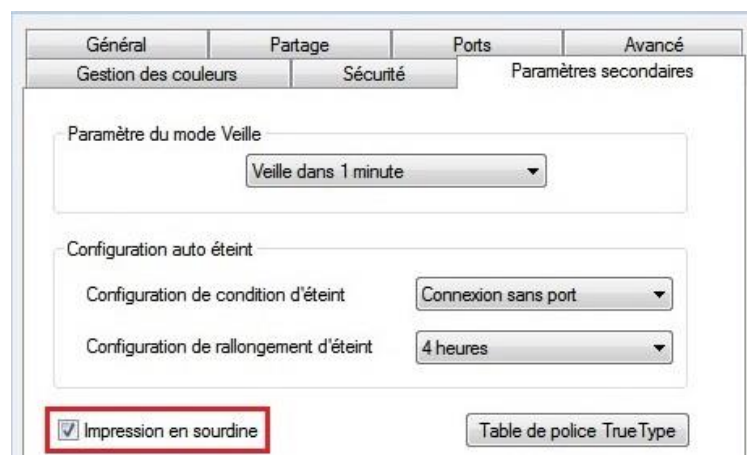 Général Partage Ports Avancé
Gestion des couleurs Sécurité Paramètres secondaires
Paramètre du mode Veille
Veille dans 1 minute
Configuration auto éteint
Configuration de condition d'éteint Connexion sans port
Configuration de rallongement d'éteint 4 heures
Impression en sourdine Table de police TrueType